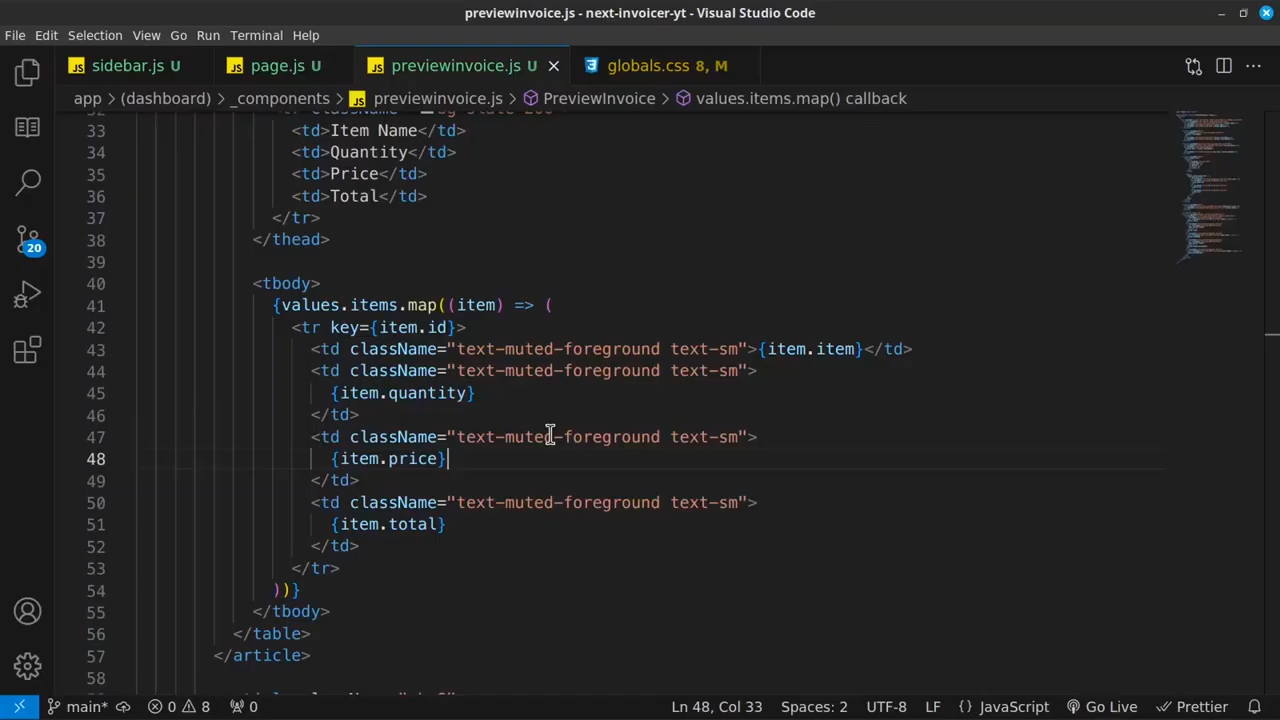 previewinvoice.js - next-invoicer-yt - Visual Studio Code
File Edit Selection View Go Run Terminal Help
JS sidebar.js U JS page.js U JS previewinvoice.js U globals.css 8, M
app > (dashboard) > _components > JS previewinvoice.js > PreviewInvoice > values.items.map() callback
33 <td>Item Name</td>
34 <td>Quantity</td>
35 <td>Price</td>
36 <td>Total</td>
37 </tr>
38 </thead>
39
40 <tbody>
41 {values.items.map((item) => (
42 <tr key={item.id}>
43 <td className="text-muted-foreground text-sm">{item.item}</td>
44 <td className="text-muted-foreground text-sm">
45 {item.quantity}
46 </td>
47 <td className="text-muted-foreground text-sm">
48 {item.price}
49 </td>
50 <td className="text-muted-foreground text-sm">
51 {item.total}
52 </td>
53 </tr>
54 ))}
55 </tbody>
56 </table>
57 </article>
58
20
main* 0 8 0 Ln 48, Col 33 Spaces: 2 UTF-8 LF {} JavaScript Go Live Prettier